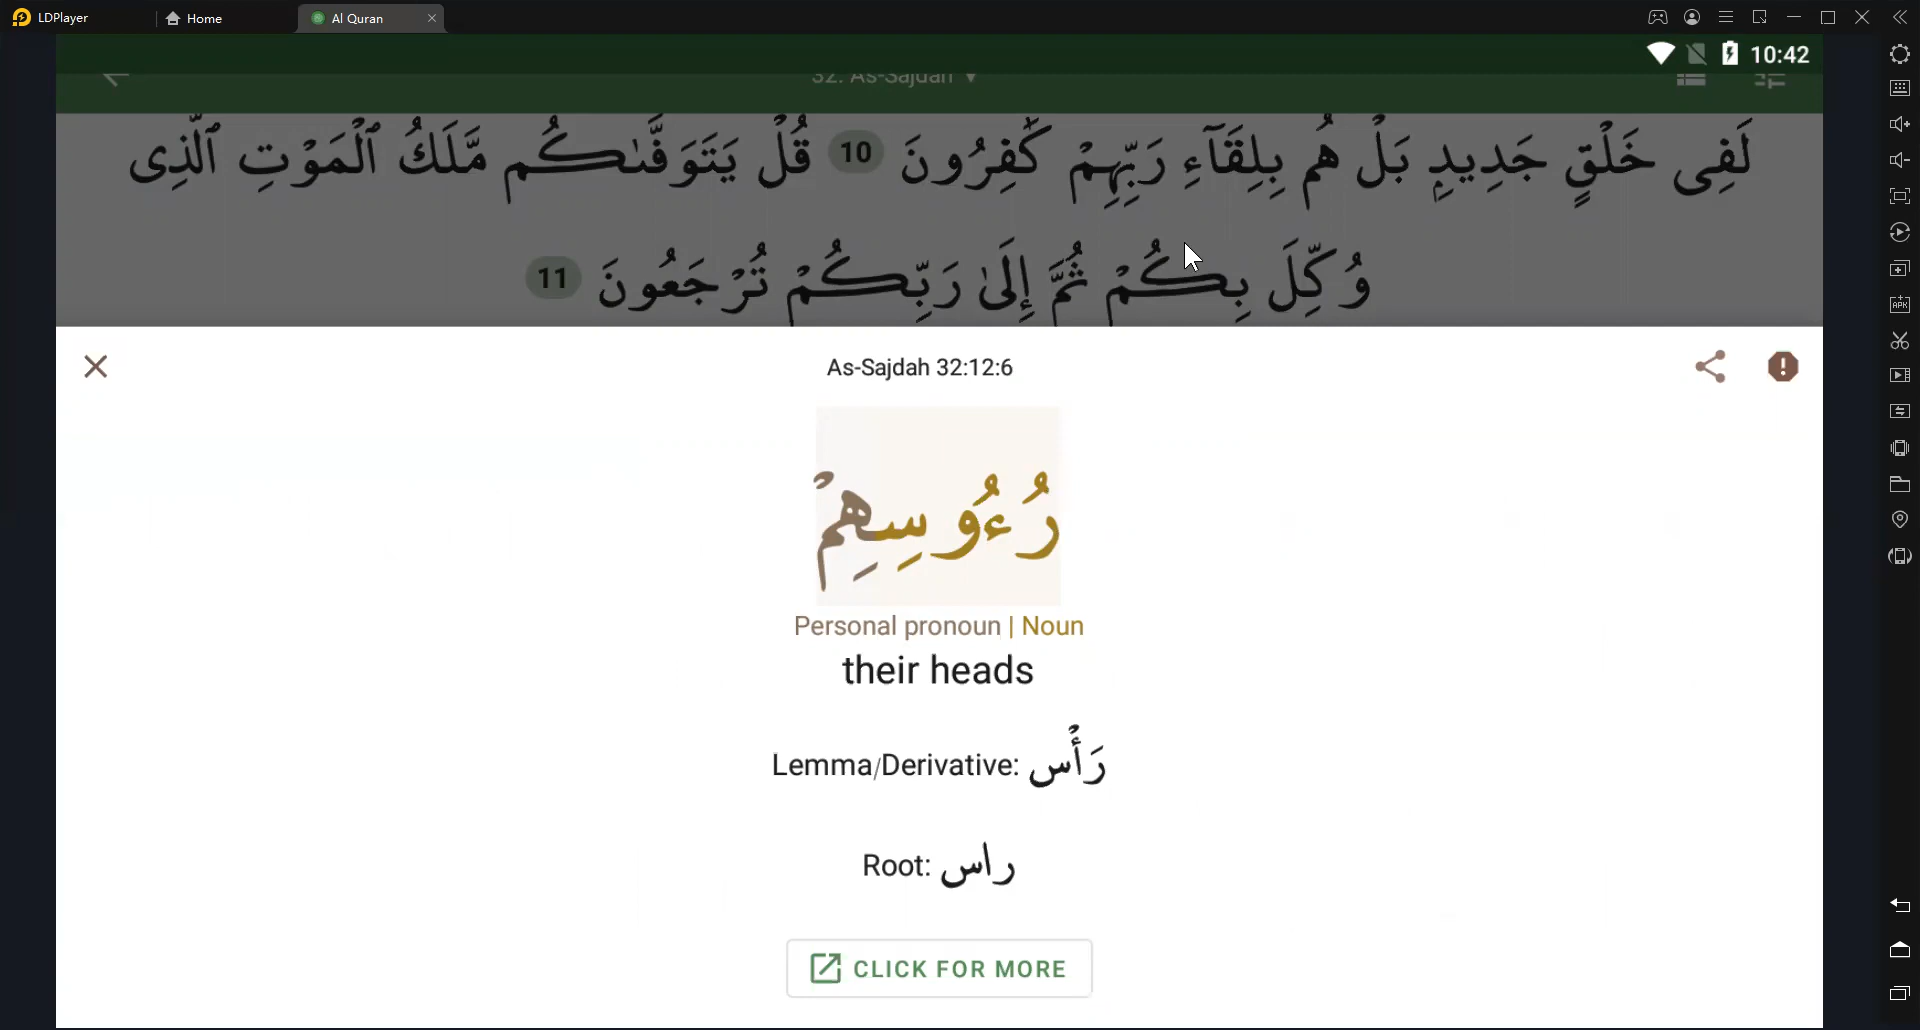 LDPlayer
Home
Al Quran
10:42
32. As-Sajdah ▼
لَفِى خَلْقٍ جَدِيدٍۭ بَلْ هُم بِلِقَآءِ رَبِّهِمْ كَٰفِرُونَ 10 قُلْ يَتَوَفَّىٰكُم مَّلَكُ ٱلْمَوْتِ ٱلَّذِى
وُكِّلَ بِكُمْ ثُمَّ إِلَىٰ رَبِّكُمْ تُرْجَعُونَ 11
As-Sajdah 32:12:6
رُءُوسِهِمْ
Personal pronoun | Noun
their heads
Lemma/Derivative: رَأْس
Root: راس
CLICK FOR MORE